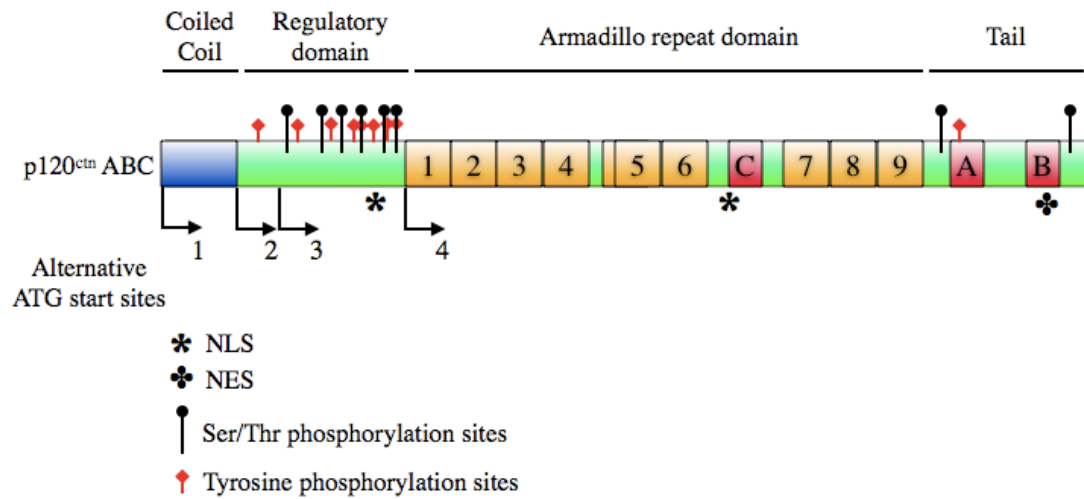 Coiled
Coil
Regulatory
domain
Armadillo repeat domain
Tail
p120ctn ABC
1 2 3 4 5 6 C 7 8 9 A B
1 2 3 4
Alternative
ATG start sites
NLS
NES
Ser/Thr phosphorylation sites
Tyrosine phosphorylation sites